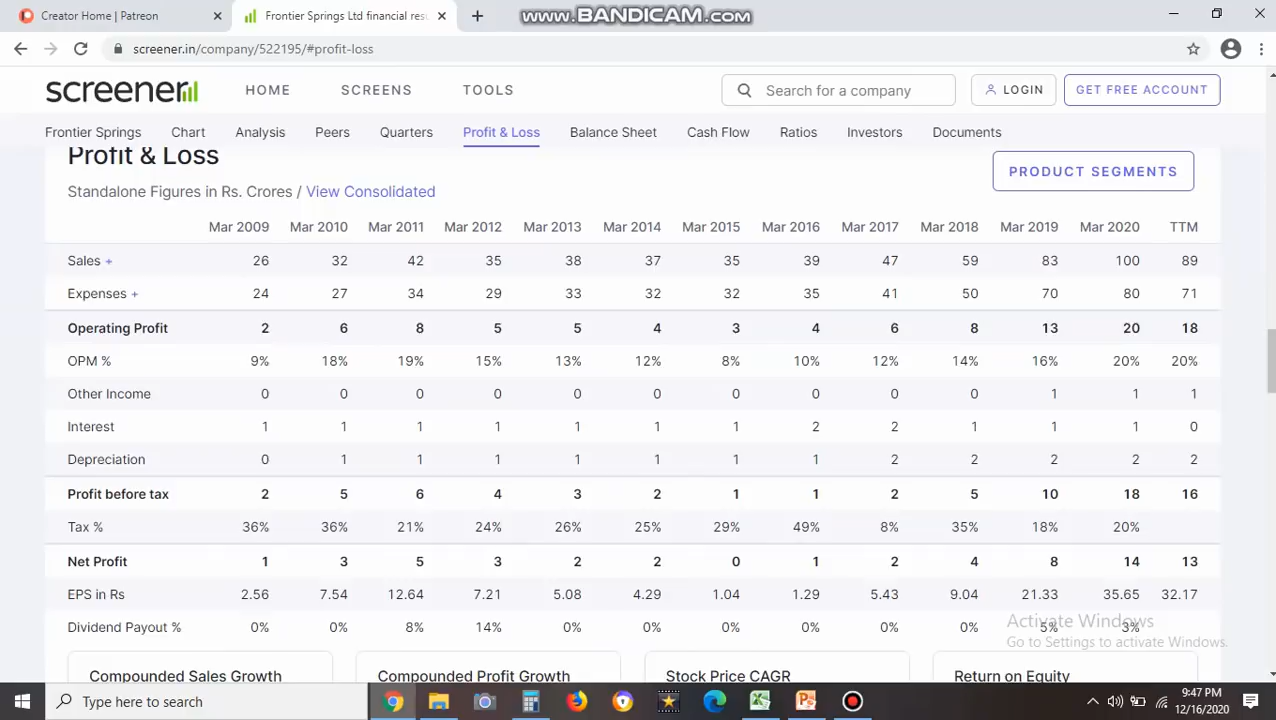 Creator Home | Patreon
Frontier Springs Ltd financial resu
www.BANDICAM.com
screener.in/company/522195/#profit-loss
screener
HOME SCREENS TOOLS
Search for a company
LOGIN
GET FREE ACCOUNT
Frontier Springs Chart Analysis Peers Quarters Profit & Loss Balance Sheet Cash Flow Ratios Investors Documents
Profit & Loss
PRODUCT SEGMENTS
Standalone Figures in Rs. Crores / View Consolidated
Mar 2009 Mar 2010 Mar 2011 Mar 2012 Mar 2013 Mar 2014 Mar 2015 Mar 2016 Mar 2017 Mar 2018 Mar 2019 Mar 2020 TTM
Sales + 26 32 42 35 38 37 35 39 47 59 83 100 89
Expenses + 24 27 34 29 33 32 32 35 41 50 70 80 71
Operating Profit 2 6 8 5 5 4 3 4 6 8 13 20 18
OPM % 9% 18% 19% 15% 13% 12% 8% 10% 12% 14% 16% 20% 20%
Other Income 0 0 0 0 0 0 0 0 0 0 1 1 1
Interest 1 1 1 1 1 1 1 2 2 1 1 1 0
Depreciation 0 1 1 1 1 1 1 1 2 2 2 2 2
Profit before tax 2 5 6 4 3 2 1 1 2 5 10 18 16
Tax % 36% 36% 21% 24% 26% 25% 29% 49% 8% 35% 18% 20%
Net Profit 1 3 5 3 2 2 0 1 2 4 8 14 13
EPS in Rs 2.56 7.54 12.64 7.21 5.08 4.29 1.04 1.29 5.43 9.04 21.33 35.65 32.17
Dividend Payout % 0% 0% 8% 14% 0% 0% 0% 0% 0% 0% 5% 3%
Activate Windows
Go to Settings to activate Windows.
Compounded Sales Growth Compounded Profit Growth Stock Price CAGR Return on Equity
Type here to search
9:47 PM
12/16/2020